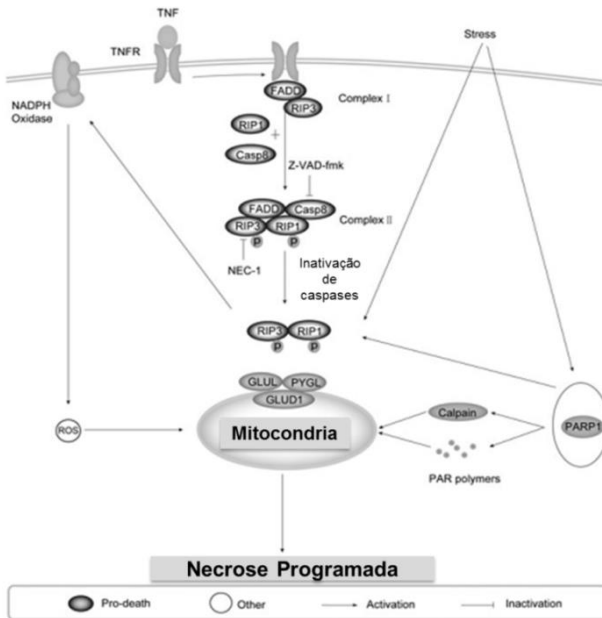 TNF
TNFR
Stress
NADPH
Oxidase
FADD
RIP3
Complex I
RIP1
+
Casp8
Z-VAD-fmk
FADD
Casp8
RIP3
RIP1
Complex II
P
P
NEC-1
Inativação
de
caspases
RIP3
RIP1
P
P
GLUL
PYGL
GLUD1
ROS
Mitocondria
Calpain
PARP1
PAR polymers
Necrose Programada
Pro-death
Other
Activation
Inactivation